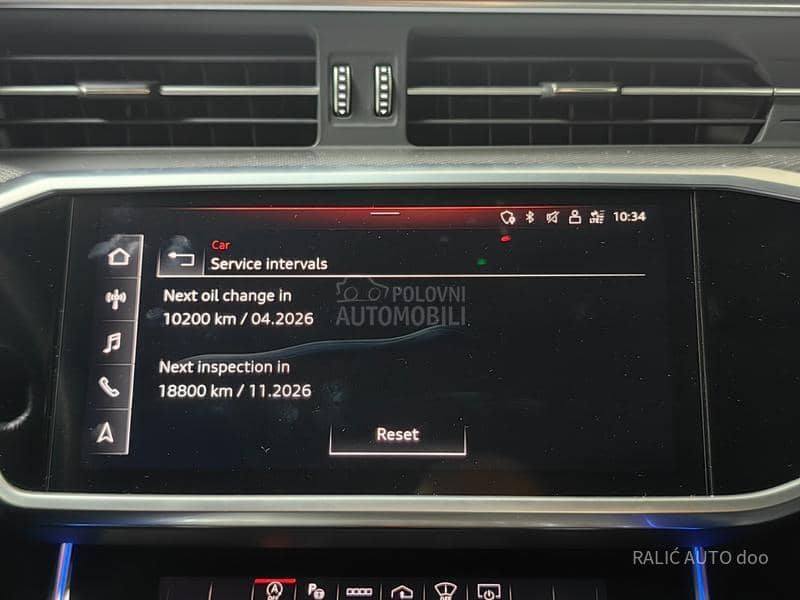 10:34
Car
Service intervals
Next oil change in
10200 km / 04.2026
POLOVNI
AUTOMOBILI
Next inspection in
18800 km / 11.2026
Reset
RALIĆ AUTO doo
OFF